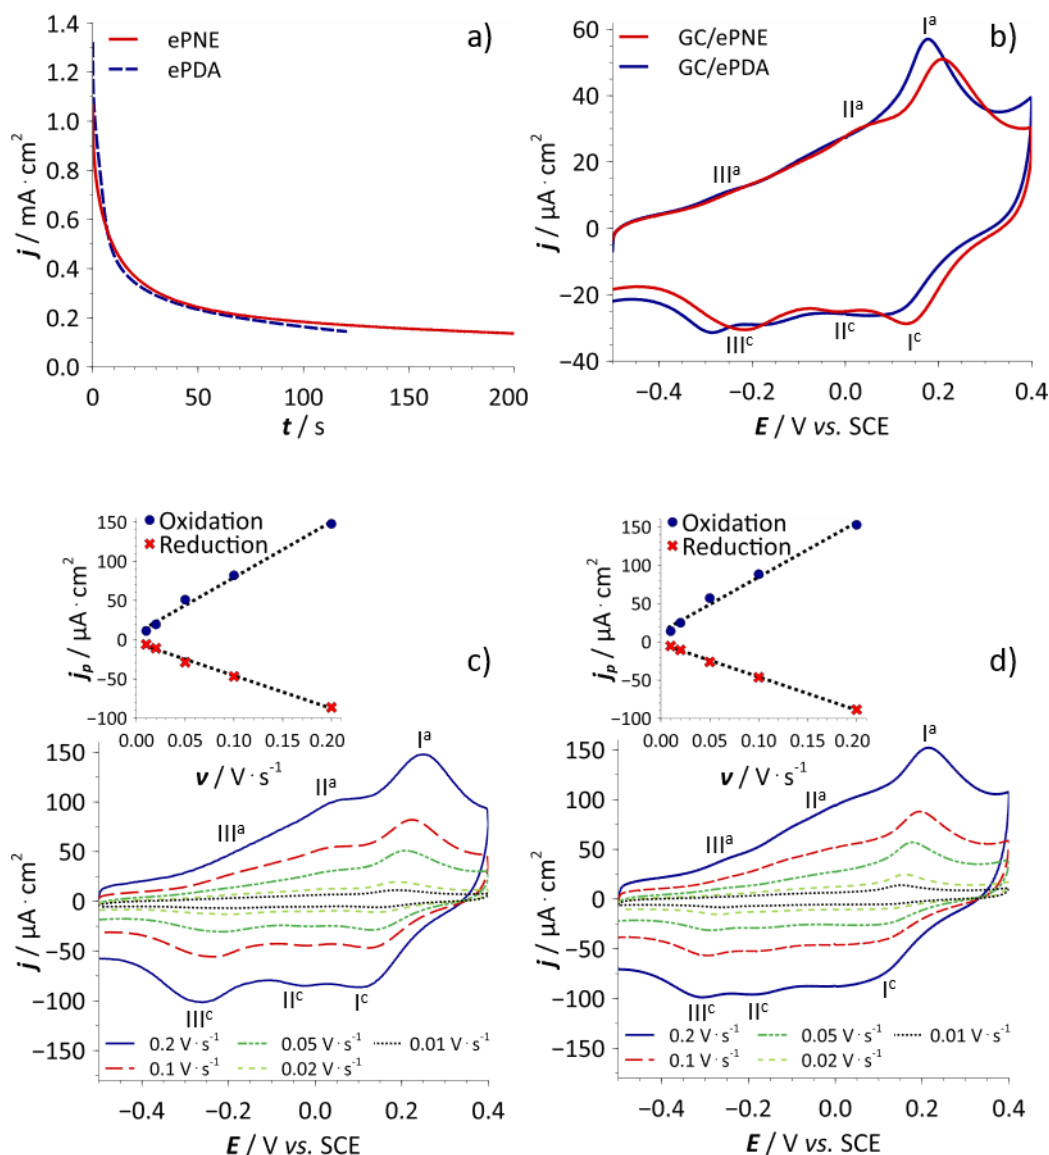 a)
ePNE
ePDA
j / mA· cm²
1.4
1.2
1.0
0.8
0.6
0.4
0.2
0.0
0
50
100
150
200
t / s
b)
GC/ePNE
GC/ePDA
Iᵃ
IIᵃ
IIIᵃ
IIIᶜ
IIᶜ
Iᶜ
j / µA· cm²
60
40
20
0
−20
−40
−0.4
−0.2
0.0
0.2
0.4
E / V vs. SCE
c)
Oxidation
Reduction
jₚ / µA· cm²
150
100
50
0
−50
−100
0.00
0.05
0.10
0.15
0.20
v / V· s⁻¹
Iᵃ
IIᵃ
IIIᵃ
IIIᶜ
IIᶜ
Iᶜ
j / µA· cm²
150
100
50
0
−50
−100
−150
0.2 V· s⁻¹
0.05 V· s⁻¹
0.01 V· s⁻¹
0.1 V· s⁻¹
0.02 V· s⁻¹
−0.4
−0.2
0.0
0.2
0.4
E / V vs. SCE
d)
Oxidation
Reduction
jₚ / µA· cm²
150
100
50
0
−50
−100
0.00
0.05
0.10
0.15
0.20
v / V· s⁻¹
Iᵃ
IIᵃ
IIIᵃ
IIIᶜ
IIᶜ
Iᶜ
j / µA· cm²
150
100
50
0
−50
−100
−150
0.2 V· s⁻¹
0.05 V· s⁻¹
0.01 V· s⁻¹
0.1 V· s⁻¹
0.02 V· s⁻¹
−0.4
−0.2
0.0
0.2
0.4
E / V vs. SCE